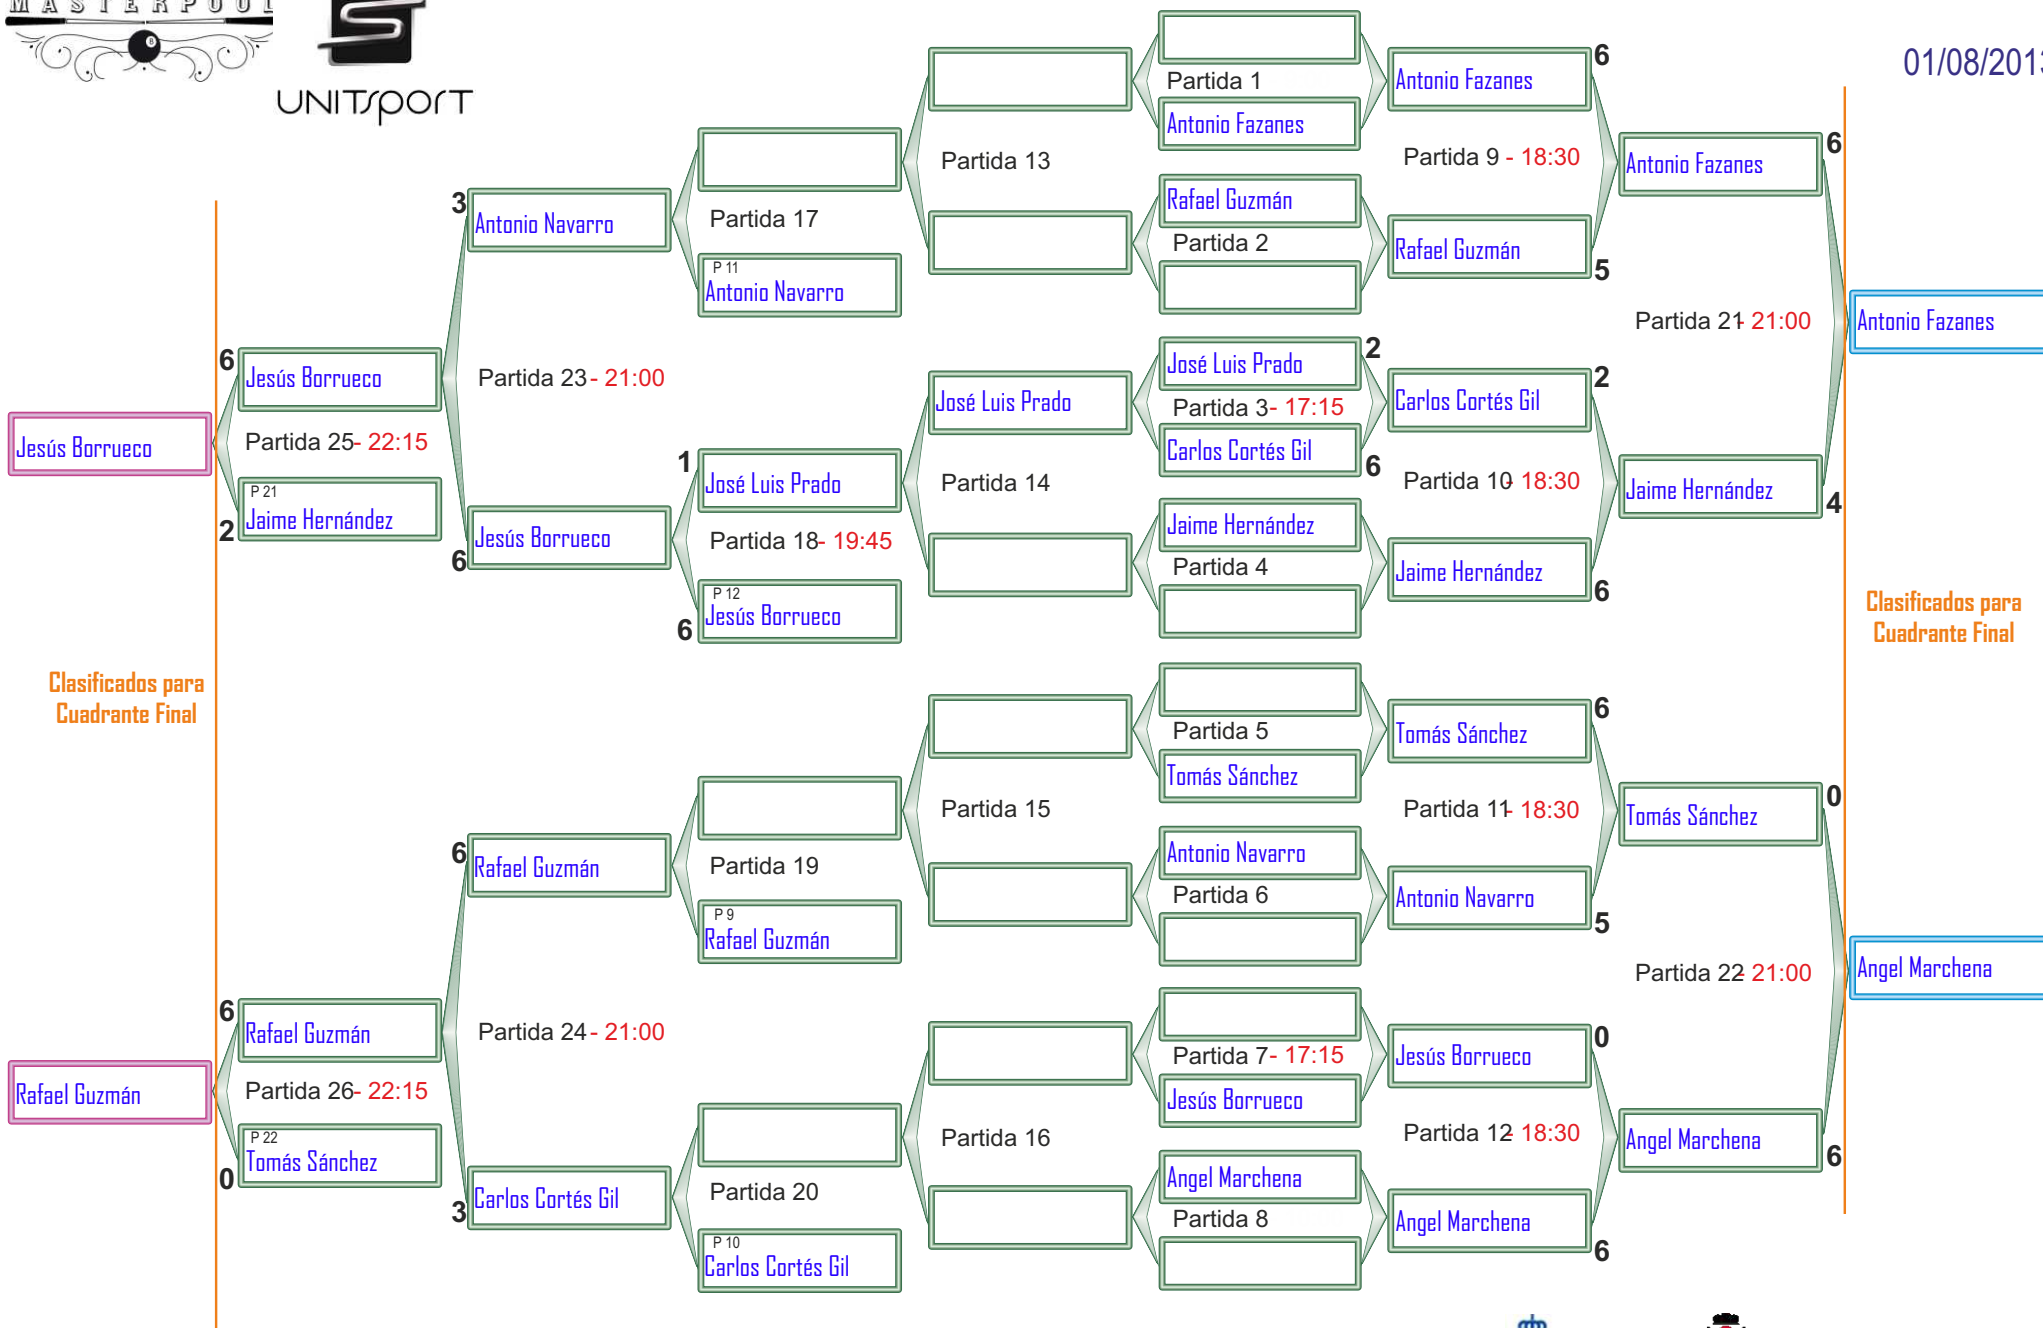 MASTERPOOL
UNITSPORT
01/08/2013
Jesús Borrueco
Clasificados para
Cuadrante Final
Rafael Guzmán
6
Jesús Borrueco
Partida 25 - 22:15
P 21
Jaime Hernández
2
6
Rafael Guzmán
Partida 26 - 22:15
P 22
Tomás Sánchez
0
3
Antonio Navarro
Partida 23 - 21:00
Jesús Borrueco
6
6
Rafael Guzmán
Partida 24 - 21:00
Carlos Cortés Gil
3
Partida 17
P 11
Antonio Navarro
1
José Luis Prado
Partida 18 - 19:45
P 12
Jesús Borrueco
6
Partida 19
P 9
Rafael Guzmán
Partida 20
P 10
Carlos Cortés Gil
Partida 13
José Luis Prado
Partida 14
Partida 15
Partida 16
Partida 1
Antonio Fazanes
Rafael Guzmán
Partida 2
José Luis Prado
2
Partida 3 - 17:15
Carlos Cortés Gil
6
Jaime Hernández
Partida 4
Partida 5
Tomás Sánchez
Antonio Navarro
Partida 6
Partida 7 - 17:15
Jesús Borrueco
Angel Marchena
Partida 8
6
Antonio Fazanes
Partida 9 - 18:30
Rafael Guzmán
5
2
Carlos Cortés Gil
Partida 10 - 18:30
Jaime Hernández
6
6
Tomás Sánchez
Partida 11 - 18:30
Antonio Navarro
5
0
Jesús Borrueco
Partida 12 - 18:30
Angel Marchena
6
6
Antonio Fazanes
Partida 21 - 21:00
Jaime Hernández
4
0
Tomás Sánchez
Partida 22 - 21:00
Angel Marchena
6
Antonio Fazanes
Clasificados para
Cuadrante Final
Angel Marchena